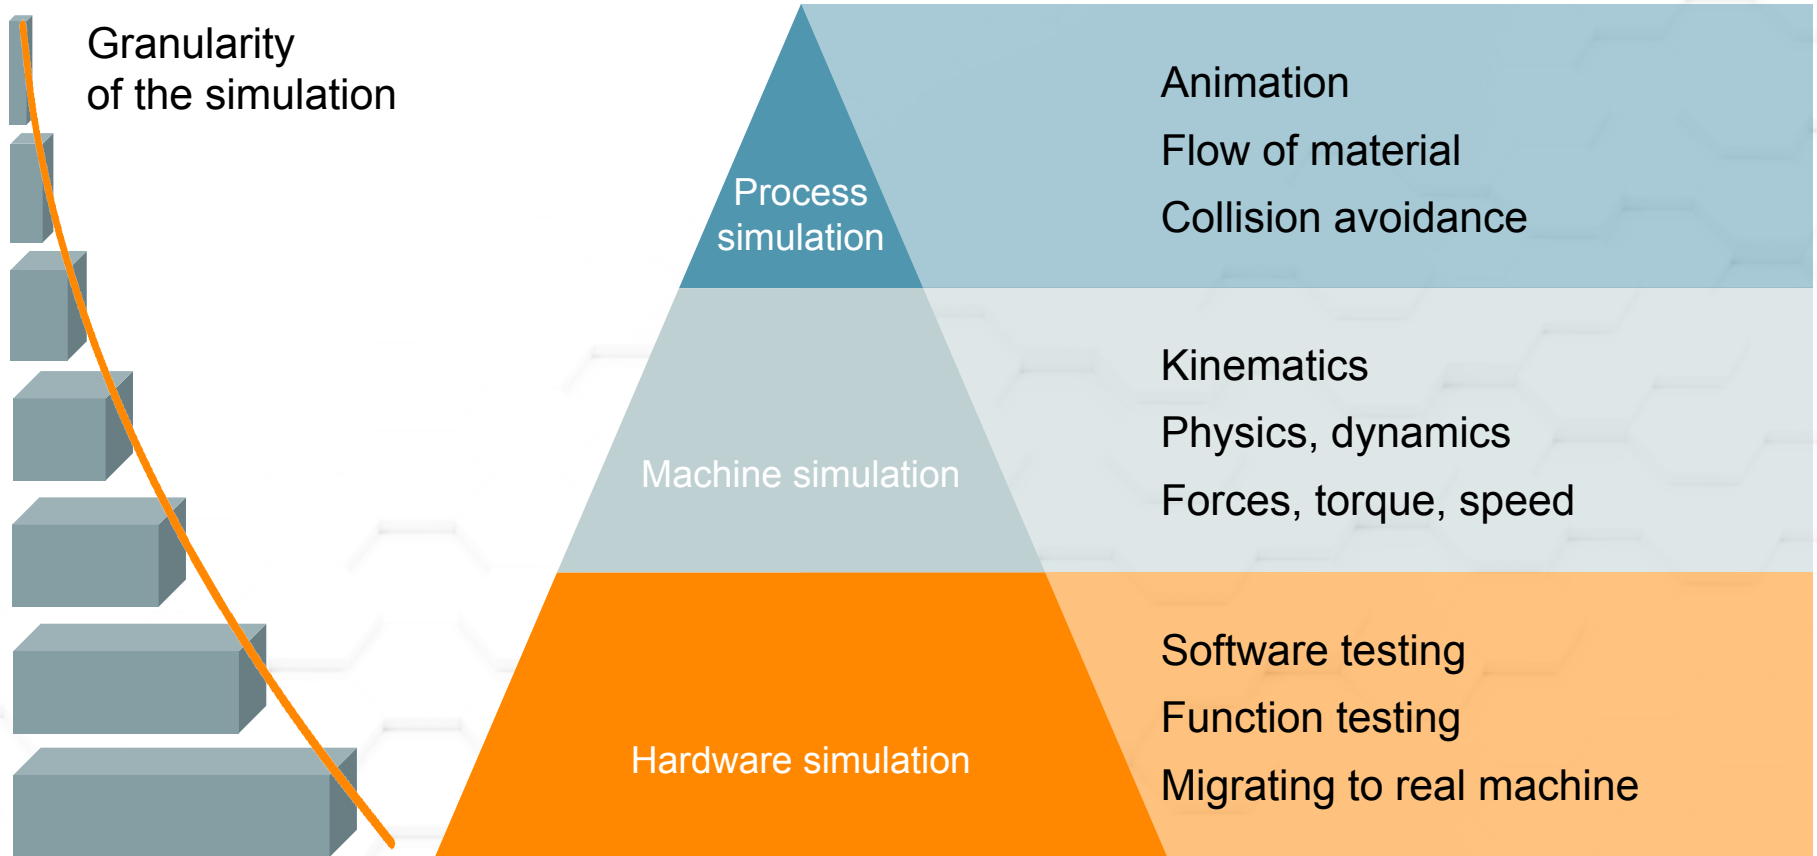 Granularity
of the simulation
Process
simulation
Animation
Flow of material
Collision avoidance
Machine simulation
Kinematics
Physics, dynamics
Forces, torque, speed
Hardware simulation
Software testing
Function testing
Migrating to real machine